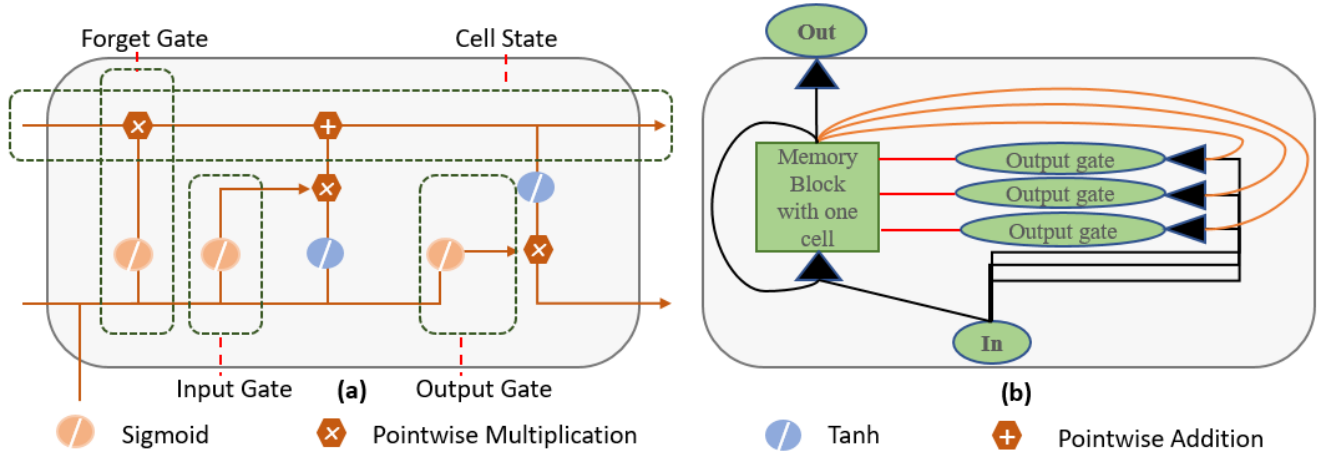 Forget Gate
Cell State
Input Gate
(a)
Output Gate
Out
Memory
Block
with one
cell
Output gate
Output gate
Output gate
In
(b)
Sigmoid
Pointwise Multiplication
Tanh
Pointwise Addition